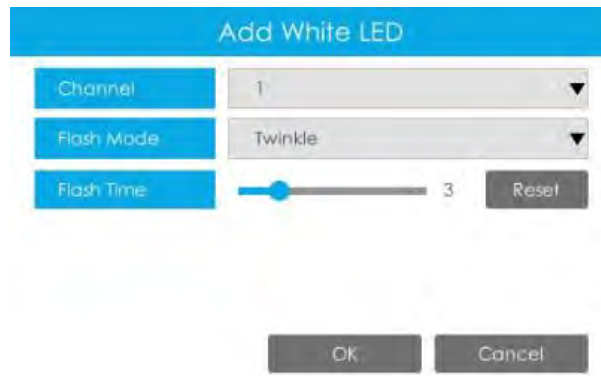 Add White LED
Channel 1
Flash Mode Twinkle
Flash Time 3 Reset
OK Cancel